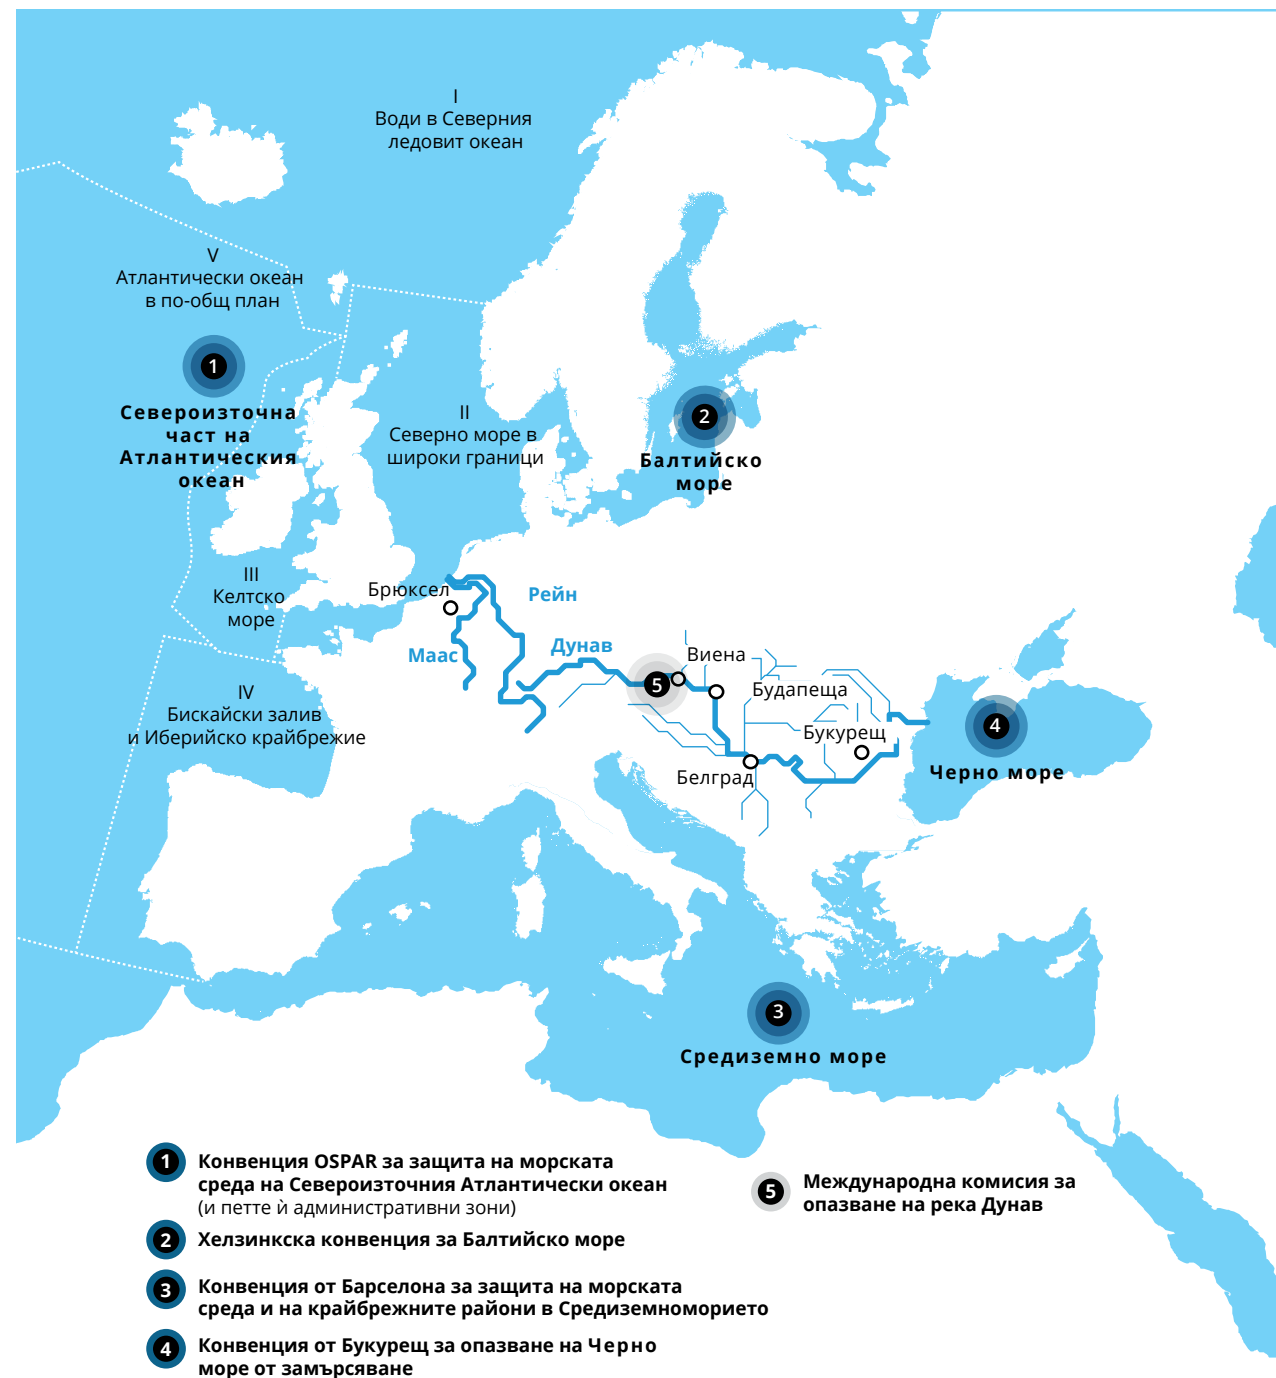 I
Води в Северния
ледовит океан
V
Атлантически океан
в по-общ план
1
Североизточна
част на
Атлантическия
океан
II
Северно море в
широки граници
2
Балтийско
море
III
Келтско
море
Брюксел
Рейн
Маас
Дунав
5
Виена
Будапеща
Букурещ
Белград
4
Черно море
IV
Бискайски залив
и Иберийско крайбрежие
3
Средиземно море
1 Конвенция OSPAR за защита на морската
среда на Североизточния Атлантически океан
(и петте ѝ административни зони)
2 Хелзинкска конвенция за Балтийско море
3 Конвенция от Барселона за защита на морската
среда и на крайбрежните райони в Средиземноморието
4 Конвенция от Букурещ за опазване на Черно
море от замърсяване
5 Международна комисия за
опазване на река Дунав